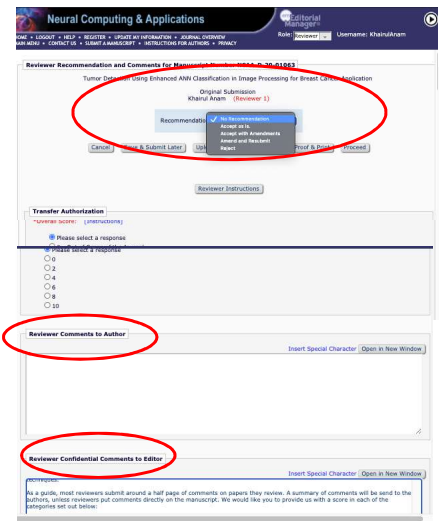 Neural Computing & Applications
Editorial Manager
HOME • LOGOUT • HELP • REGISTER • UPDATE MY INFORMATION • JOURNAL OVERVIEW
MAIN MENU • CONTACT US • SUBMIT A MANUSCRIPT • INSTRUCTIONS FOR AUTHORS • PRIVACY
Role: Reviewer Username: KhairulAnam
Reviewer Recommendation and Comments for Manuscript Number
Tumor Detection Using Enhanced ANN Classification in Image Processing for Breast Cancer Application
Original Submission
Khairul Anam (Reviewer 1)
Recommendation
No Recommendation
Accept as is.
Accept with Amendments
Amend and Resubmit
Reject
Cancel
& Submit Later
Proof & Print
Proceed
Reviewer Instructions
Transfer Authorization
*Overall Score: [Instructions]
Please select a response
Please select a response
0
2
4
6
8
10
Reviewer Comments to Author
Insert Special Character Open in New Window
Reviewer Confidential Comments to Editor
Insert Special Character Open in New Window
techniques.
As a guide, most reviewers submit around a half page of comments on papers they review. A summary of comments will be send to the
authors, unless reviewers put comments directly on the manuscript. We would like you to provide us with a score in each of the
categories set out below: